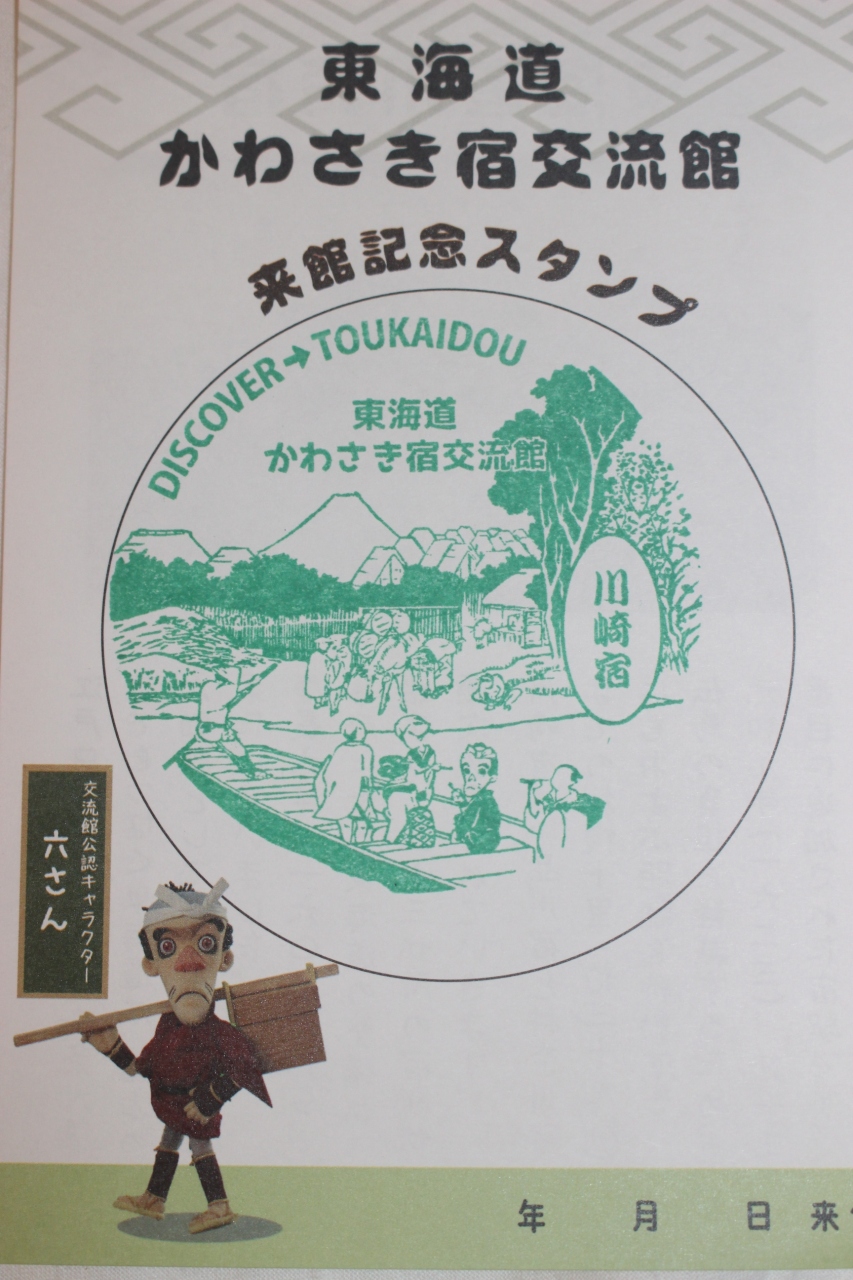 東海道
かわさき宿交流館
来館記念スタンプ
DISCOVER→TOUKAIDOU
東海道
かわさき宿交流館
川崎宿
交流館公認キャラクター
六さん
年 月 日 来